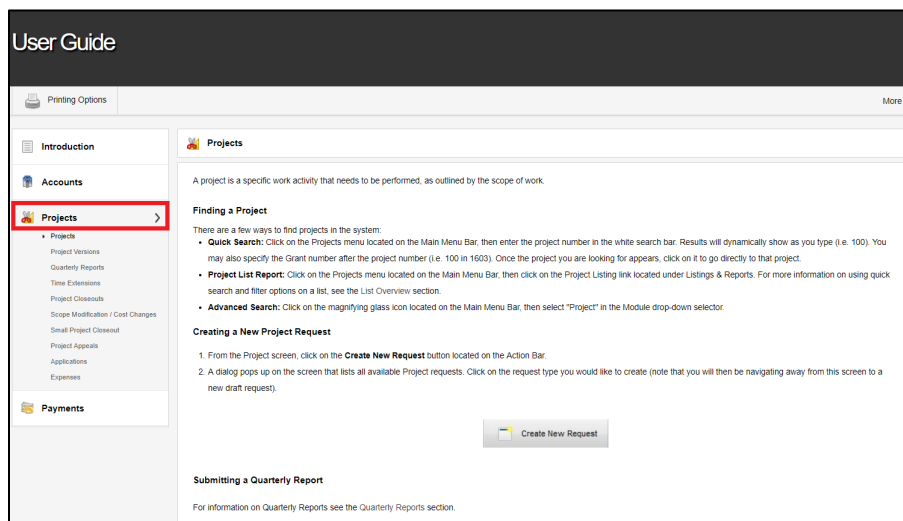 User Guide
Printing Options
More
Introduction
Accounts
Projects
Projects
Project Versions
Quarterly Reports
Time Extensions
Project Closeouts
Scope Modification / Cost Changes
Small Project Closeout
Project Appeals
Applications
Expenses
Payments
Projects
A project is a specific work activity that needs to be performed, as outlined by the scope of work.
Finding a Project
There are a few ways to find projects in the system:
• Quick Search: Click on the Projects menu located on the Main Menu Bar, then enter the project number in the white search bar. Results will dynamically show as you type (i.e. 100). You
may also specify the Grant number after the project number (i.e. 100 in 1603). Once the project you are looking for appears, click on it to go directly to that project.
• Project List Report: Click on the Projects menu located on the Main Menu Bar, then click on the Project Listing link located under Listings & Reports. For more information on using quick
search and filter options on a list, see the List Overview section.
• Advanced Search: Click on the magnifying glass icon located on the Main Menu Bar, then select "Project" in the Module drop-down selector.
Creating a New Project Request
1. From the Project screen, click on the Create New Request button located on the Action Bar.
2. A dialog pops up on the screen that lists all available Project requests. Click on the request type you would like to create (note that you will then be navigating away from this screen to a
new draft request).
Create New Request
Submitting a Quarterly Report
For information on Quarterly Reports see the Quarterly Reports section.